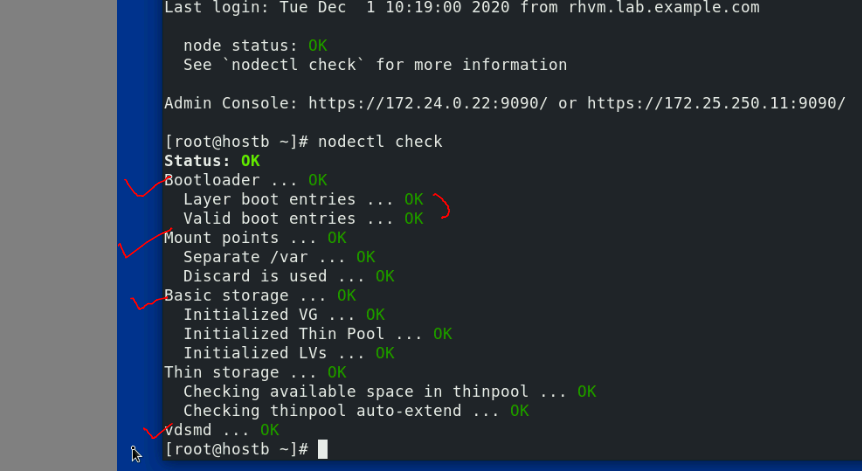 Last login: Tue Dec  1 10:19:00 2020 from rhvm.lab.example.com
node status: OK
See `nodectl check` for more information
Admin Console: https://172.24.0.22:9090/ or https://172.25.250.11:9090/
[root@hostb ~]# nodectl check
Status: OK
Bootloader ... OK
Layer boot entries ... OK
Valid boot entries ... OK
Mount points ... OK
Separate /var ... OK
Discard is used ... OK
Basic storage ... OK
Initialized VG ... OK
Initialized Thin Pool ... OK
Initialized LVs ... OK
Thin storage ... OK
Checking available space in thinpool ... OK
Checking thinpool auto-extend ... OK
vdsmd ... OK
[root@hostb ~]#